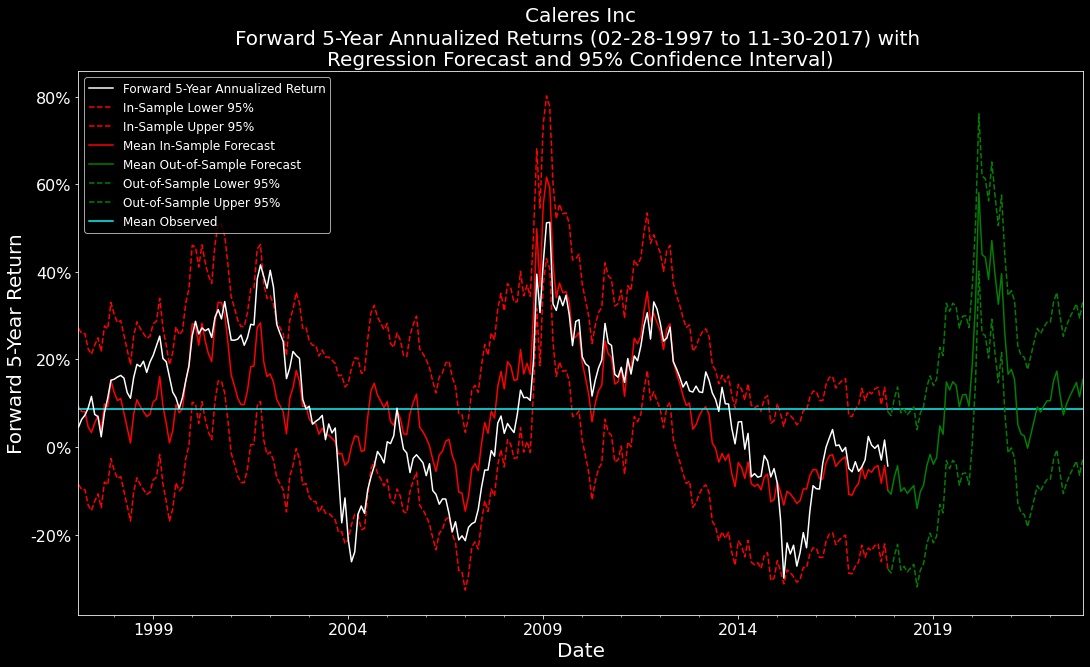 Caleres Inc
Forward 5-Year Annualized Returns (02-28-1997 to 11-30-2017) with
Regression Forecast and 95% Confidence Interval)
Forward 5-Year Annualized Return
In-Sample Lower 95%
In-Sample Upper 95%
Mean In-Sample Forecast
Mean Out-of-Sample Forecast
Out-of-Sample Lower 95%
Out-of-Sample Upper 95%
Mean Observed
Forward 5-Year Return
80%
60%
40%
20%
0%
-20%
1999
2004
2009
2014
2019
Date